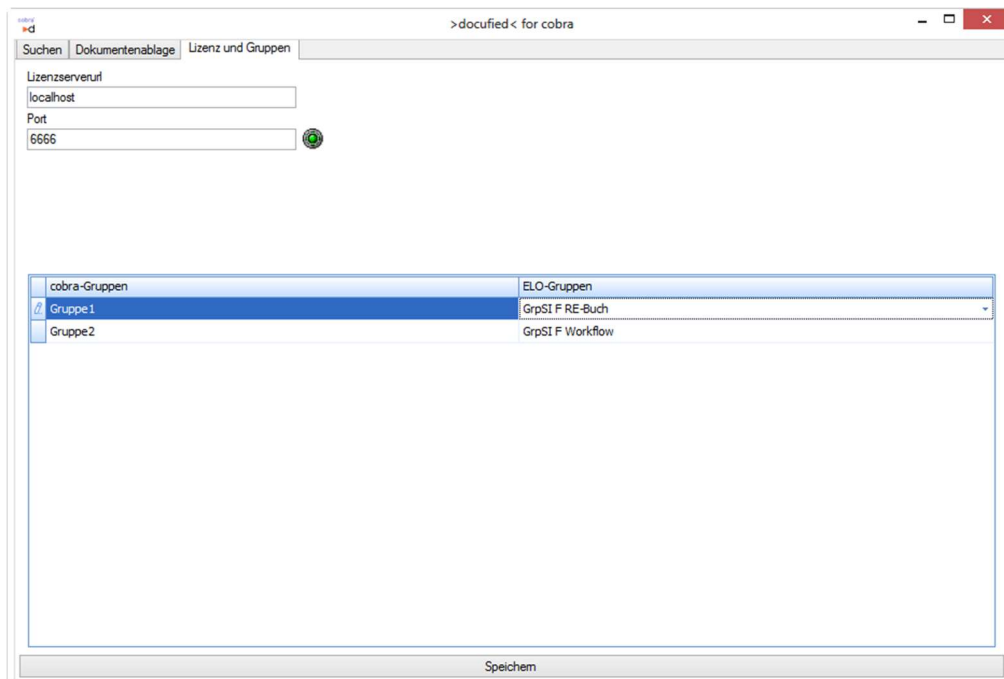 cobra
d
>docufied< for cobra
Suchen Dokumentenablage Lizenz und Gruppen
Lizenzserverurl
localhost
Port
6666
cobra-Gruppen ELO-Gruppen
Gruppe1 GrpSI F RE-Buch
Gruppe2 GrpSI F Workflow
Speichern